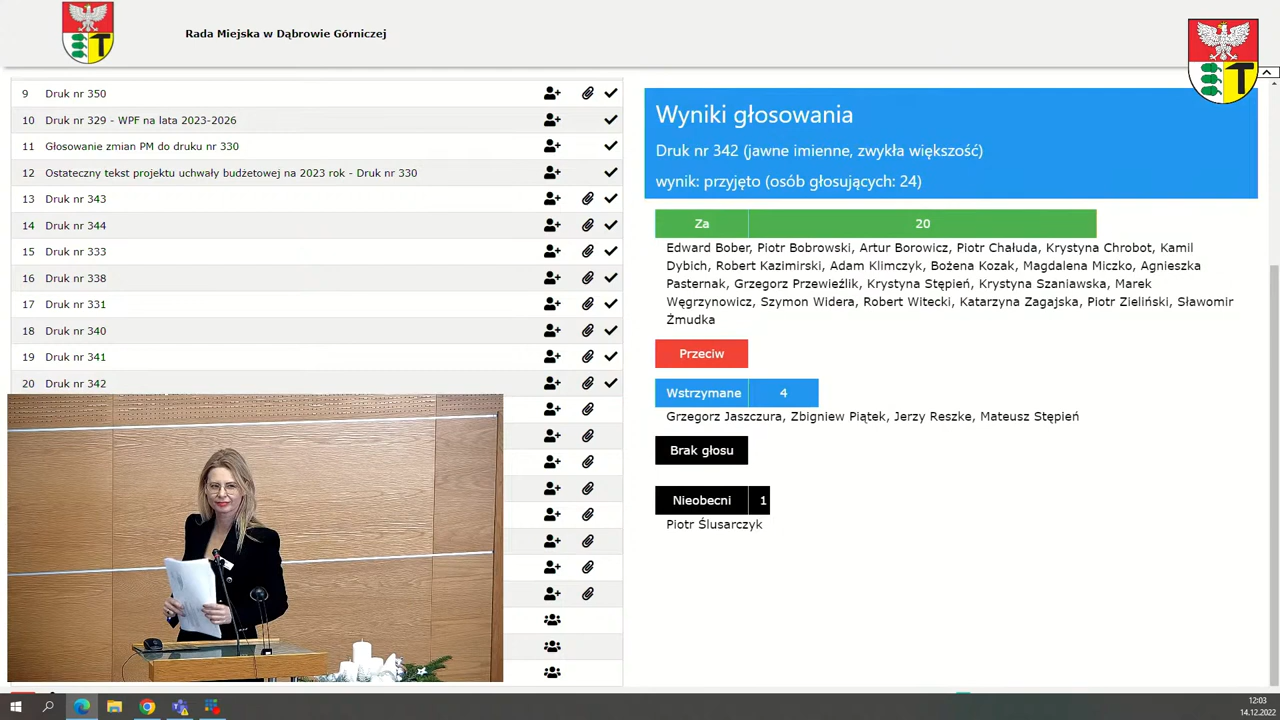 Rada Miejska w Dąbrowie Górniczej
9 Druk nr 350
10 Druk nr 329 - WPF na lata 2023-2026
11 Głosowanie zmian PM do druku nr 330
12 Ostateczny tekst projektu uchwały budżetowej na 2023 rok - Druk nr 330
13 Druk nr 343
14 Druk nr 344
15 Druk nr 333
16 Druk nr 338
17 Druk nr 331
18 Druk nr 340
19 Druk nr 341
20 Druk nr 342
Wyniki głosowania
Druk nr 342 (jawne imienne, zwykła większość)
wynik: przyjęto (osób głosujących: 24)
Za 20
Edward Bober, Piotr Bobrowski, Artur Borowicz, Piotr Chałuda, Krystyna Chrobot, Kamil
Dybich, Robert Kazimirski, Adam Klimczyk, Bożena Kozak, Magdalena Miczko, Agnieszka
Pasternak, Grzegorz Przewieźlik, Krystyna Stępień, Krystyna Szaniawska, Marek
Węgrzynowicz, Szymon Widera, Robert Witecki, Katarzyna Zagajska, Piotr Zieliński, Sławomir
Żmudka
Przeciw
Wstrzymane 4
Grzegorz Jaszczura, Zbigniew Piątek, Jerzy Reszke, Mateusz Stępień
Brak głosu
Nieobecni 1
Piotr Ślusarczyk
12:03
14.12.2022